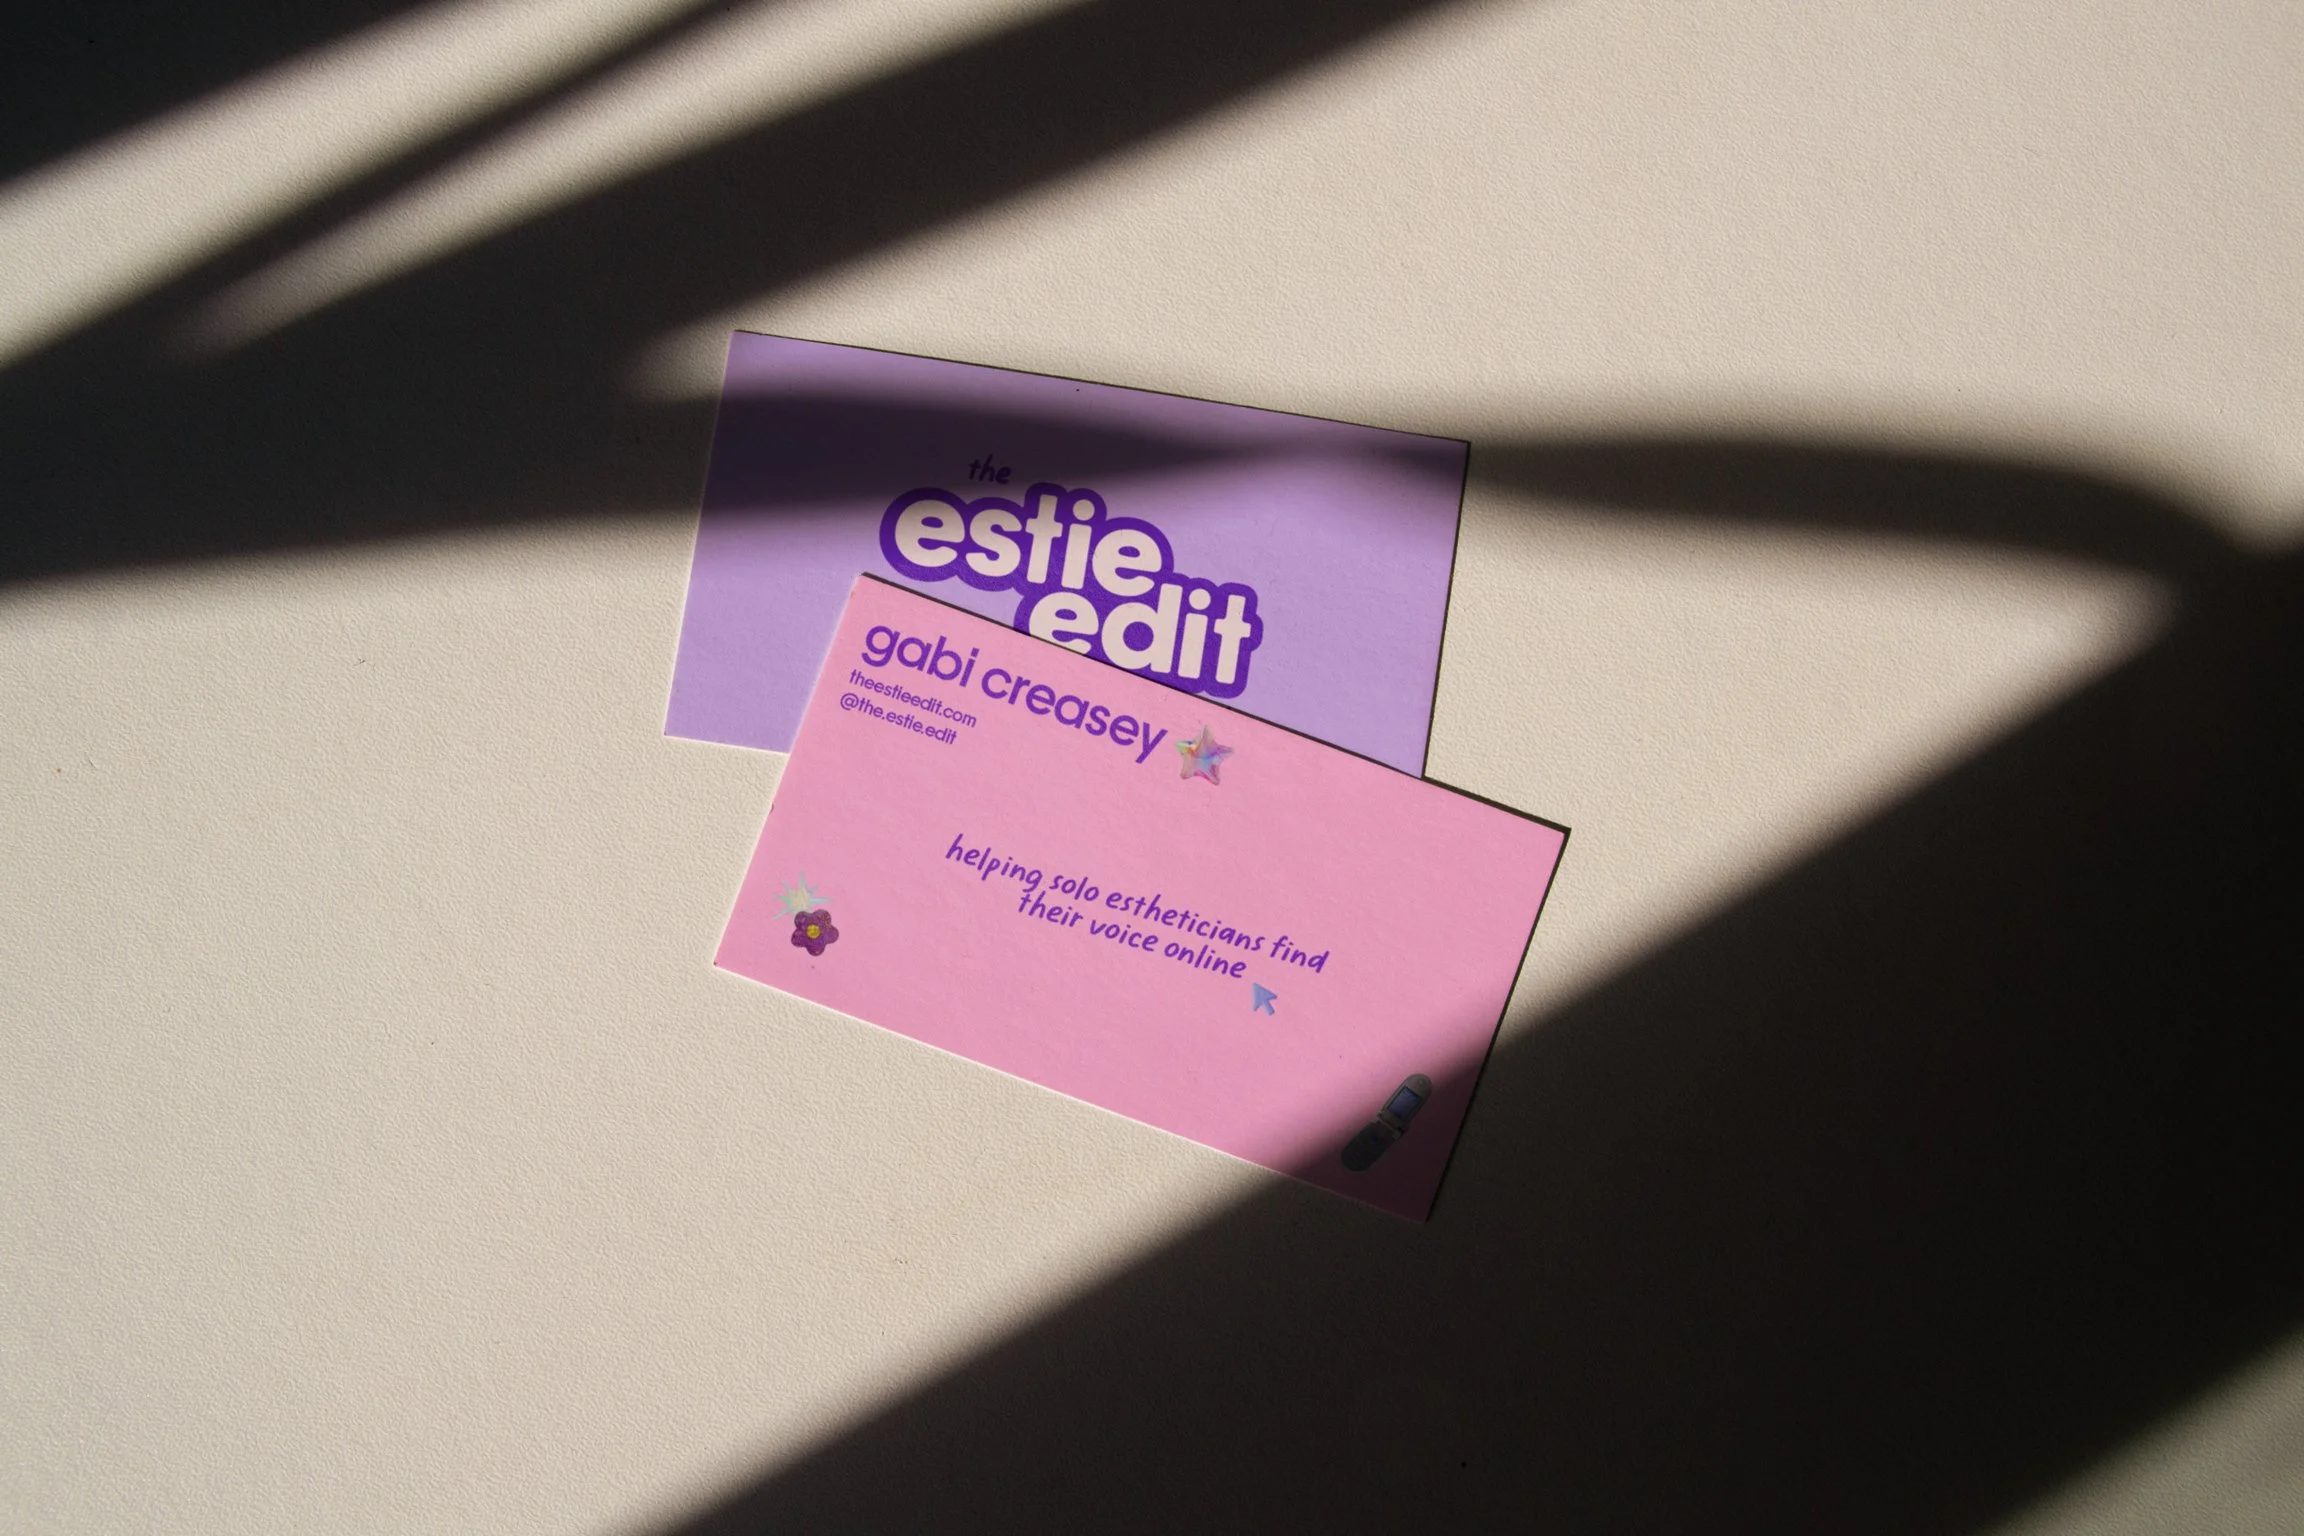 the
estie
edit
gabi creasey
theestieedit.com
@the.estie.edit
helping solo estheticians find
their voice online